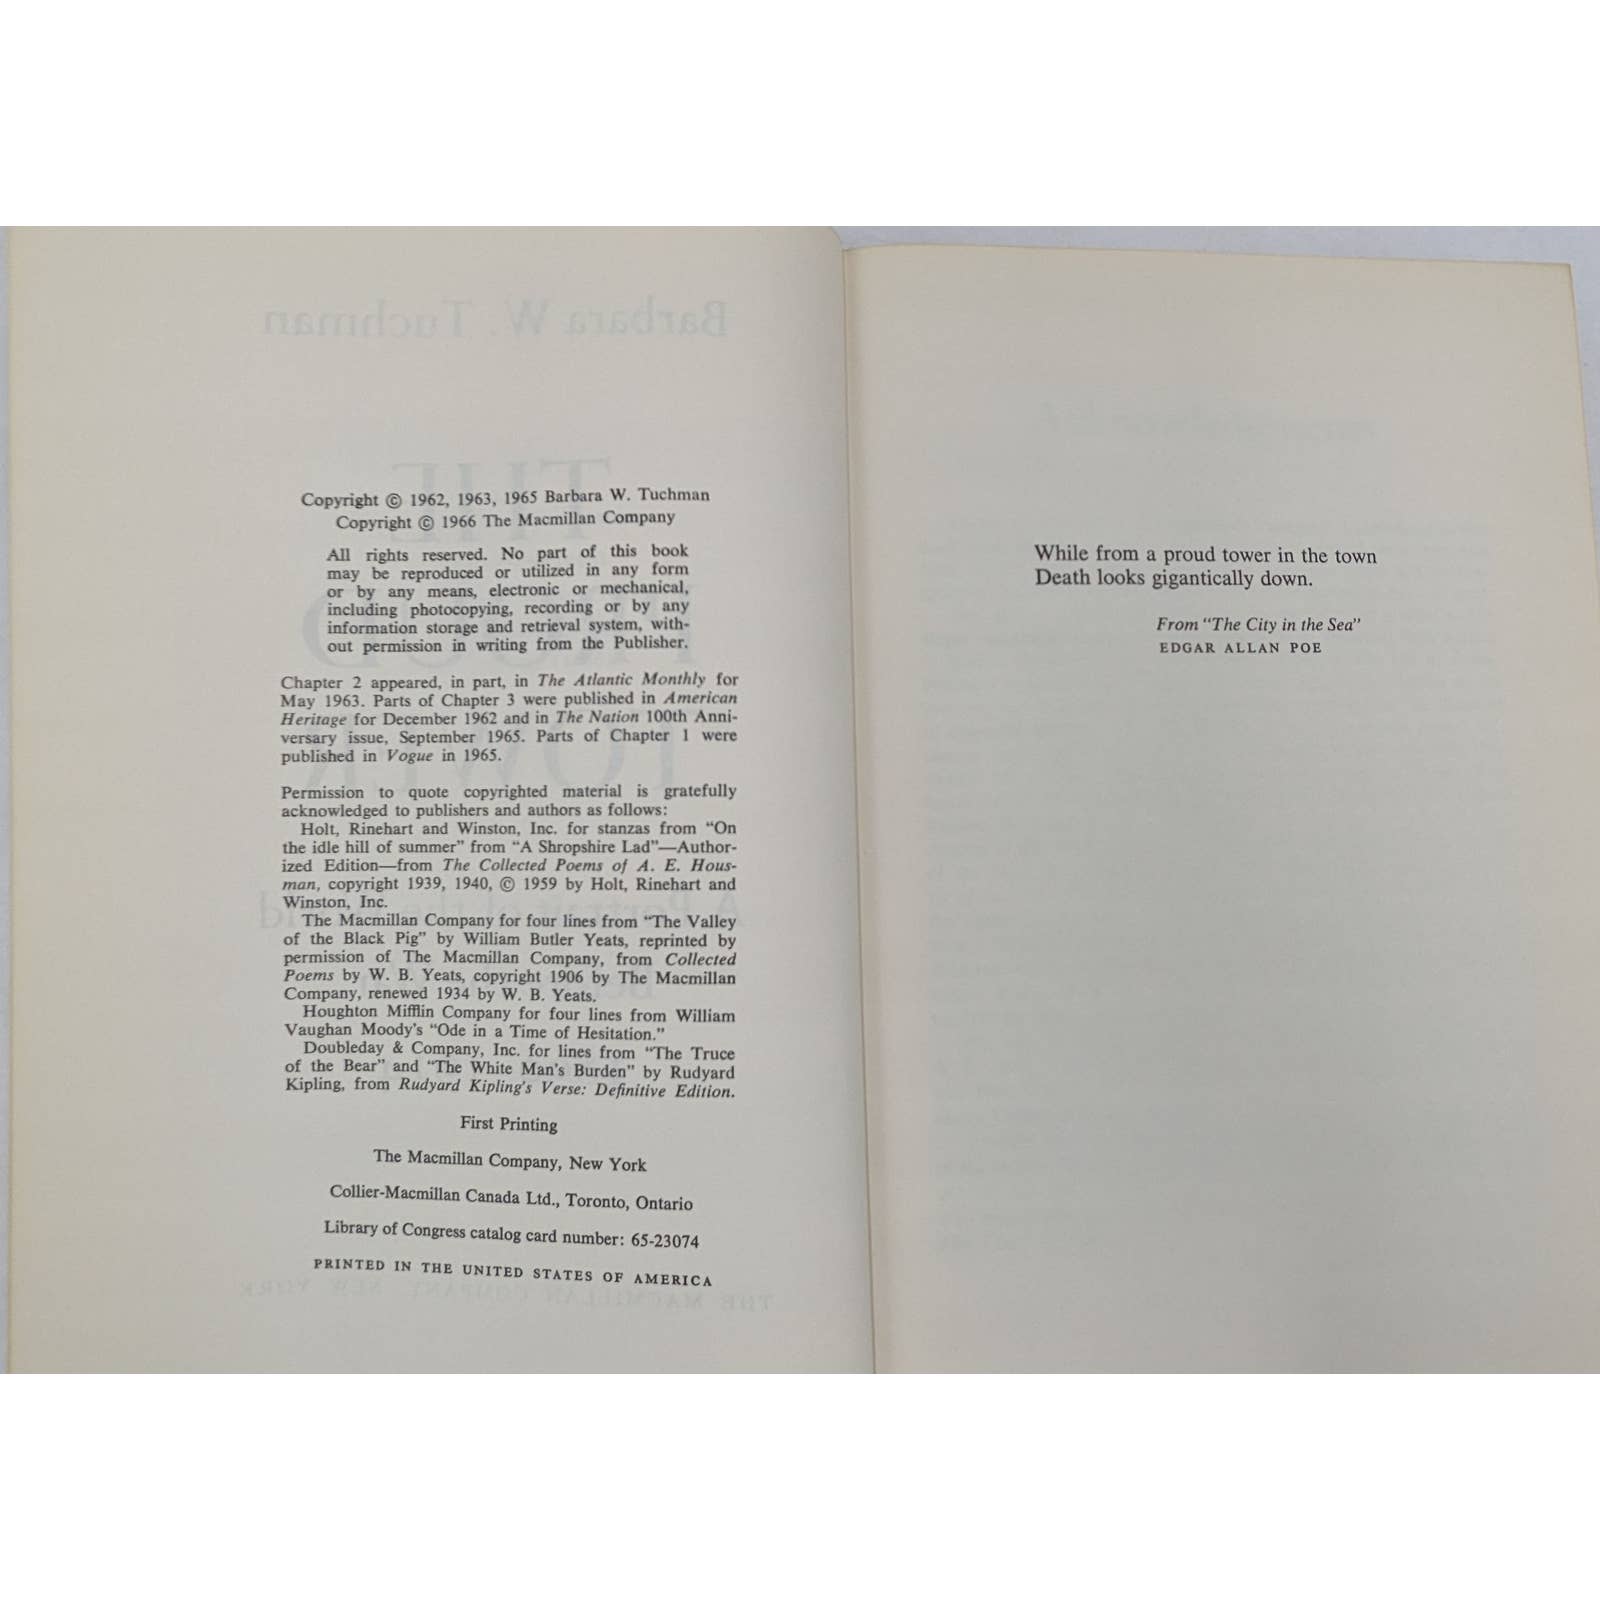 Copyright © 1962, 1963, 1965 Barbara W. Tuchman
Copyright © 1966 The Macmillan Company
All rights reserved. No part of this book
may be reproduced or utilized in any form
or by any means, electronic or mechanical,
including photocopying, recording or by any
information storage and retrieval system, with-
out permission in writing from the Publisher.
Chapter 2 appeared, in part, in The Atlantic Monthly for
May 1963. Parts of Chapter 3 were published in American
Heritage for December 1962 and in The Nation 100th Anni-
versary issue, September 1965. Parts of Chapter 1 were
published in Vogue in 1965.
Permission to quote copyrighted material is gratefully
acknowledged to publishers and authors as follows:
Holt, Rinehart and Winston, Inc. for stanzas from “On
the idle hill of summer” from “A Shropshire Lad”—Author-
ized Edition—from The Collected Poems of A. E. Hous-
man, copyright 1939, 1940, © 1959 by Holt, Rinehart and
Winston, Inc.
The Macmillan Company for four lines from “The Valley
of the Black Pig” by William Butler Yeats, reprinted by
permission of The Macmillan Company, from Collected
Poems by W. B. Yeats, copyright 1906 by The Macmillan
Company, renewed 1934 by W. B. Yeats.
Houghton Mifflin Company for four lines from William
Vaughan Moody’s “Ode in a Time of Hesitation.”
Doubleday & Company, Inc. for lines from “The Truce
of the Bear” and “The White Man’s Burden” by Rudyard
Kipling, from Rudyard Kipling’s Verse: Definitive Edition.
First Printing
The Macmillan Company, New York
Collier-Macmillan Canada Ltd., Toronto, Ontario
Library of Congress catalog card number: 65-23074
PRINTED IN THE UNITED STATES OF AMERICA
While from a proud tower in the town
Death looks gigantically down.
From “The City in the Sea”
EDGAR ALLAN POE